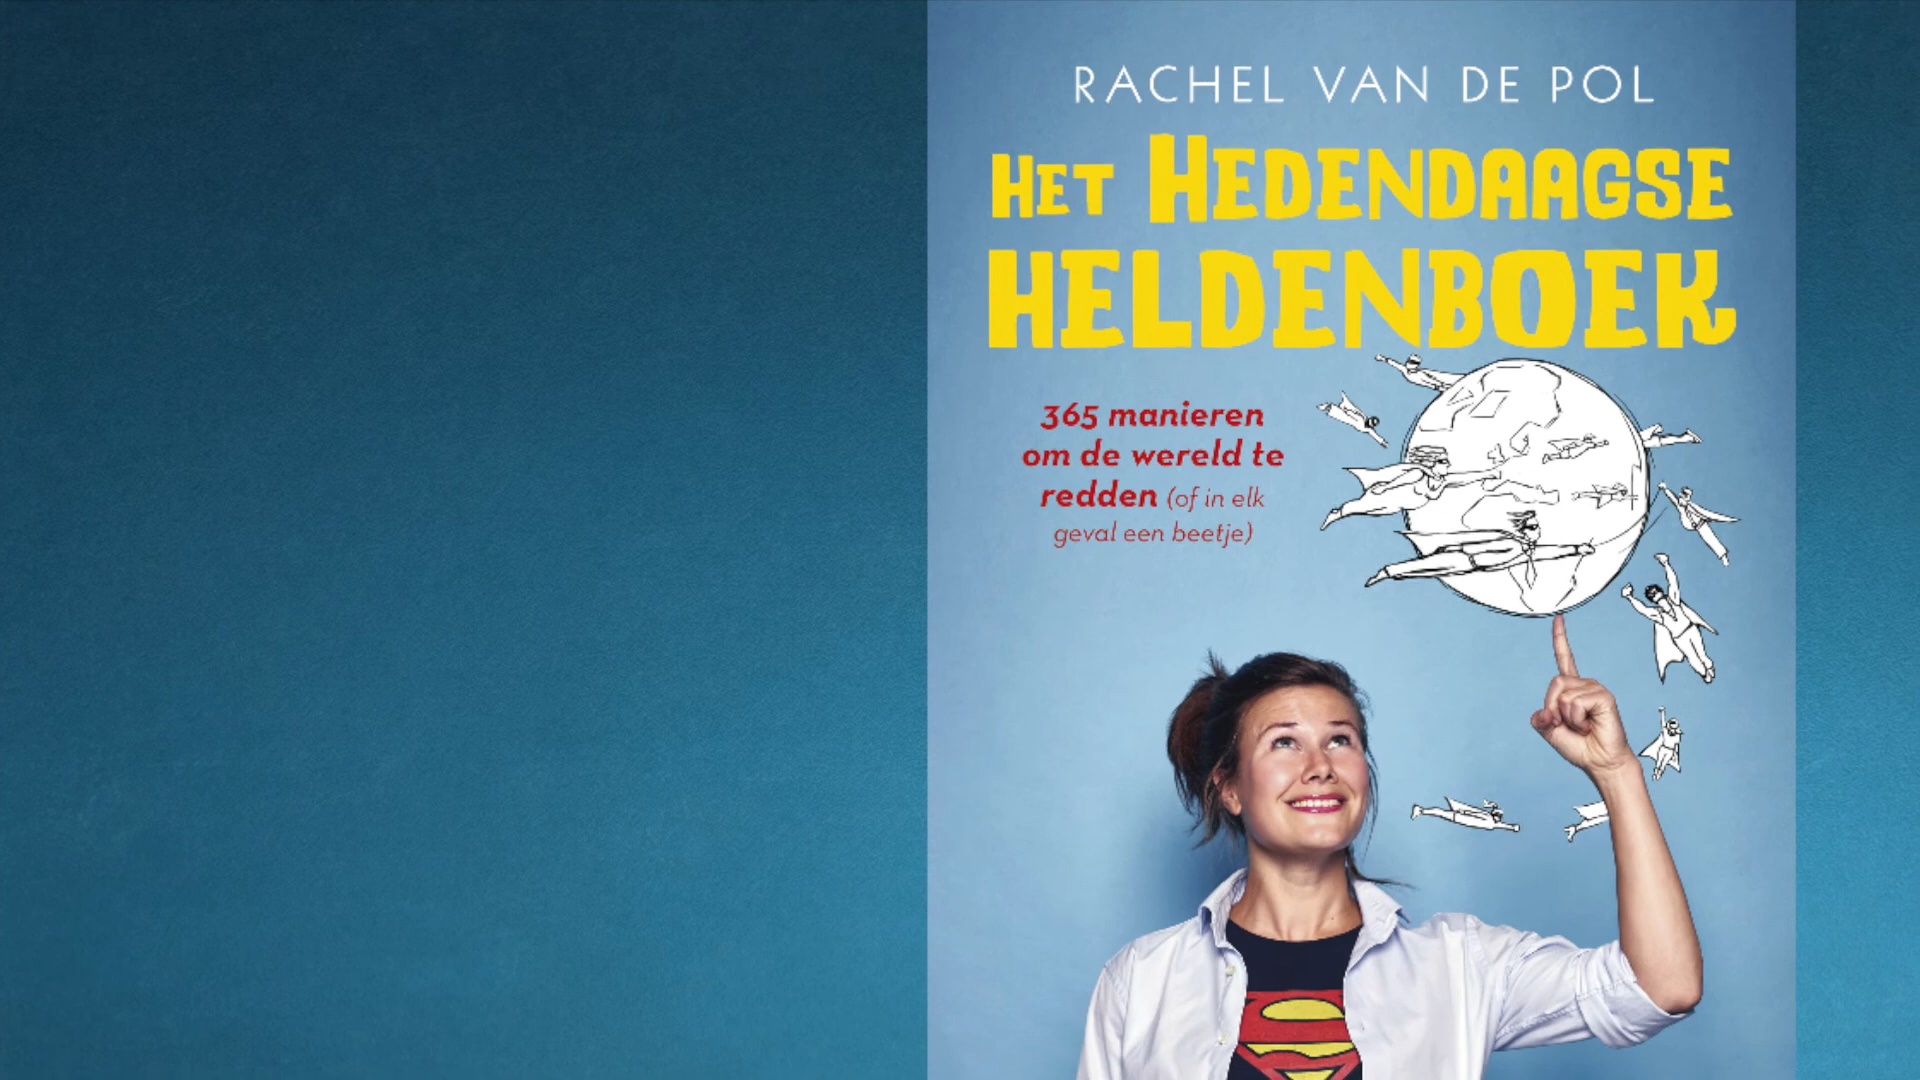 RACHEL VAN DE POL
HET HEDENDAAGSE
HELDENBOEK
365 manieren
om de wereld te
redden (of in elk
geval een beetje)